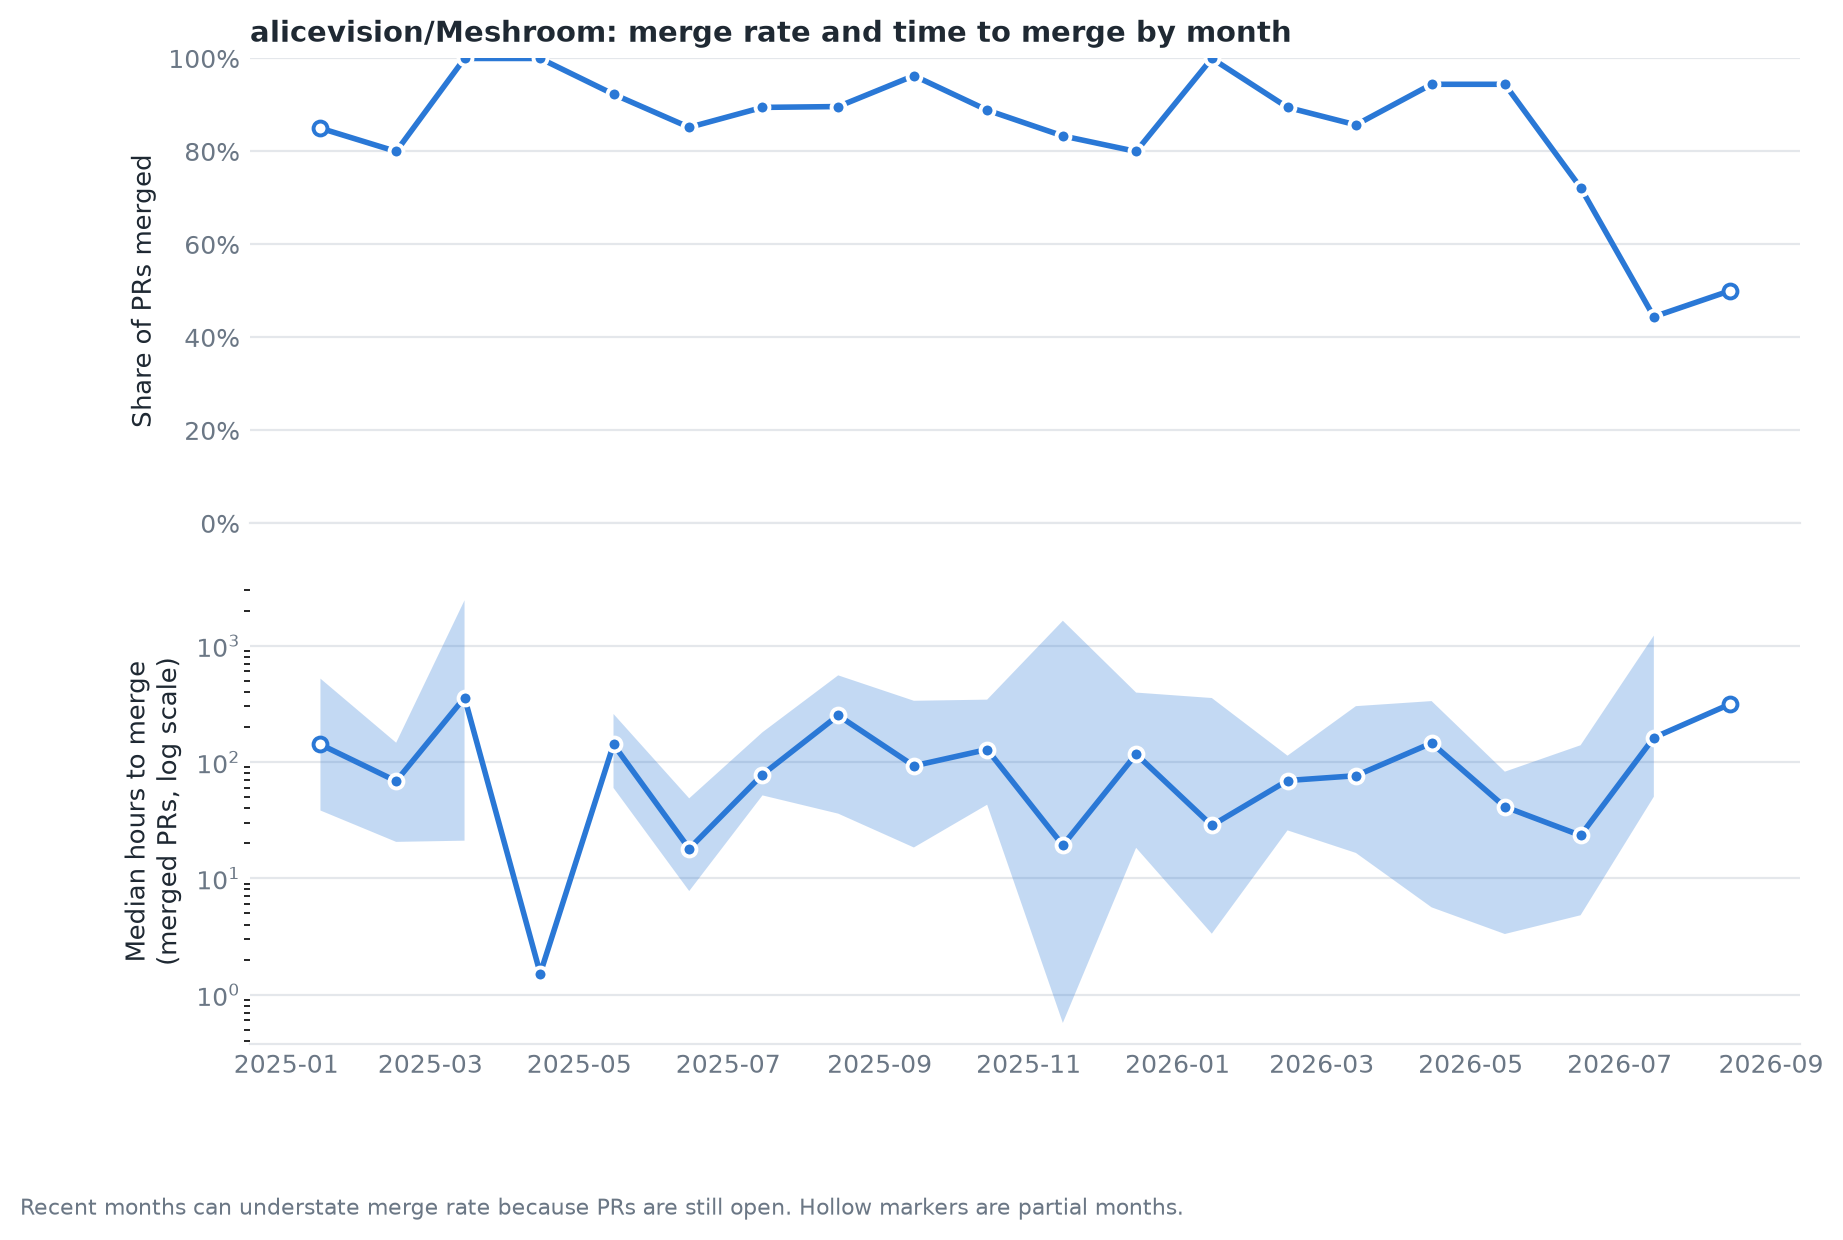 alicevision/Meshroom: merge rate and time to merge by month
100%
80%
60%
40%
20%
0%
Share of PRs merged
10³
10²
10¹
10⁰
Median hours to merge
(merged PRs, log scale)
2025-01 2025-03 2025-05 2025-07 2025-09 2025-11 2026-01 2026-03 2026-05 2026-07 2026-09
Recent months can understate merge rate because PRs are still open. Hollow markers are partial months.